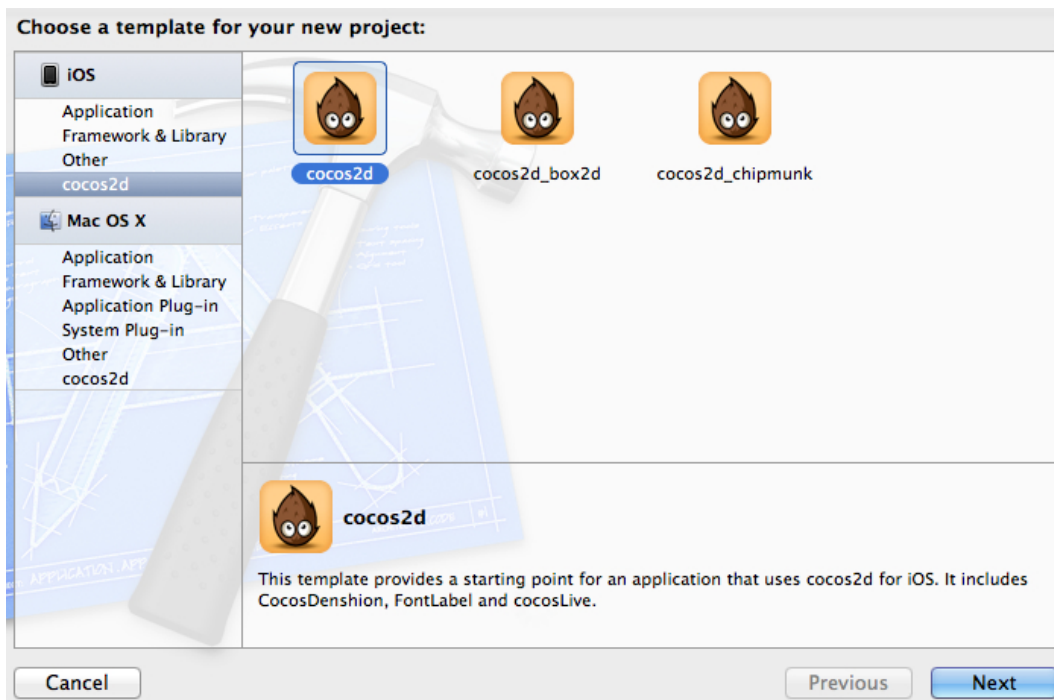 Choose a template for your new project:
iOS
Application
Framework & Library
Other
cocos2d
Mac OS X
Application
Framework & Library
Application Plug-in
System Plug-in
Other
cocos2d
cocos2d
cocos2d_box2d
cocos2d_chipmunk
cocos2d
This template provides a starting point for an application that uses cocos2d for iOS. It includes
CocosDenshion, FontLabel and cocosLive.
Cancel
Previous
Next